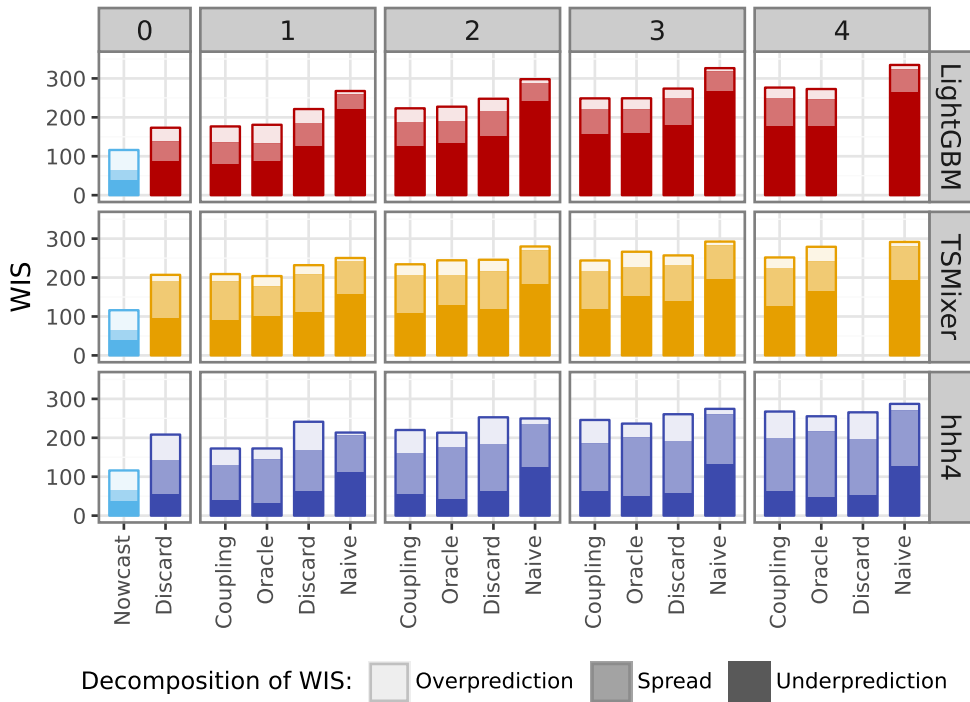 0 1 2 3 4
WIS
300
200
100
0
LightGBM
300
200
100
0
TSMixer
300
200
100
0
hhh4
Nowcast Discard Coupling Oracle Discard Naive Coupling Oracle Discard Naive Coupling Oracle Discard Naive Coupling Oracle Discard Naive
Decomposition of WIS: Overprediction Spread Underprediction